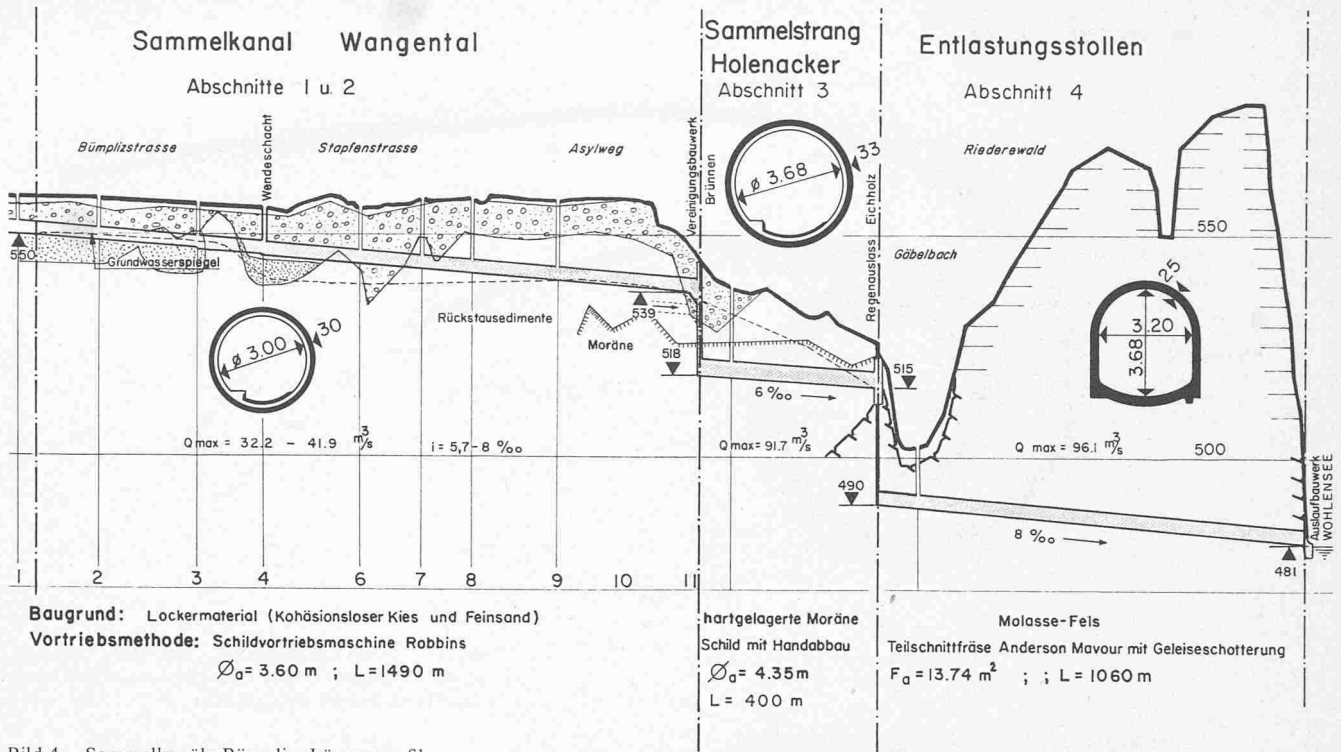 Sammelkanal Wangental
Abschnitte 1 u. 2
Sammelstrang
Holenacker
Abschnitt 3
Entlastungsstollen
Abschnitt 4
Bümplizstrasse
Wendeschacht
Stapfenstrasse
Asylweg
Vereinigungsbauwerk
Brünnen
ø 3.68
33
Regenauslass Eichholz
Riederewald
Gäbelbach
550
550
Grundwasserspiegel
ø 3.00
30
Rückstausedimente
539
Moräne
518
6 ‰
515
25
3.20
3.68
Q max = 32.2 – 41.9 m³/s
i = 5,7-8 ‰
Q max = 91.7 m³/s
Q max = 96.1 m³/s
500
490
8 ‰
481
Auslaufbauwerk
WOHLENSEE
1 2 3 4 5 6 7 8 9 10 11
Baugrund: Lockermaterial (Kohäsionsloser Kies und Feinsand)
Vortriebsmethode: Schildvortriebsmaschine Robbins
Øa = 3.60 m ; L = 1490 m
hartgelagerte Moräne
Schild mit Handabbau
Øa = 4.35m
L = 400 m
Molasse-Fels
Teilschnittfräse Anderson Mavour mit Geleiseschotterung
Fa = 13.74 m² ; ; L = 1060 m